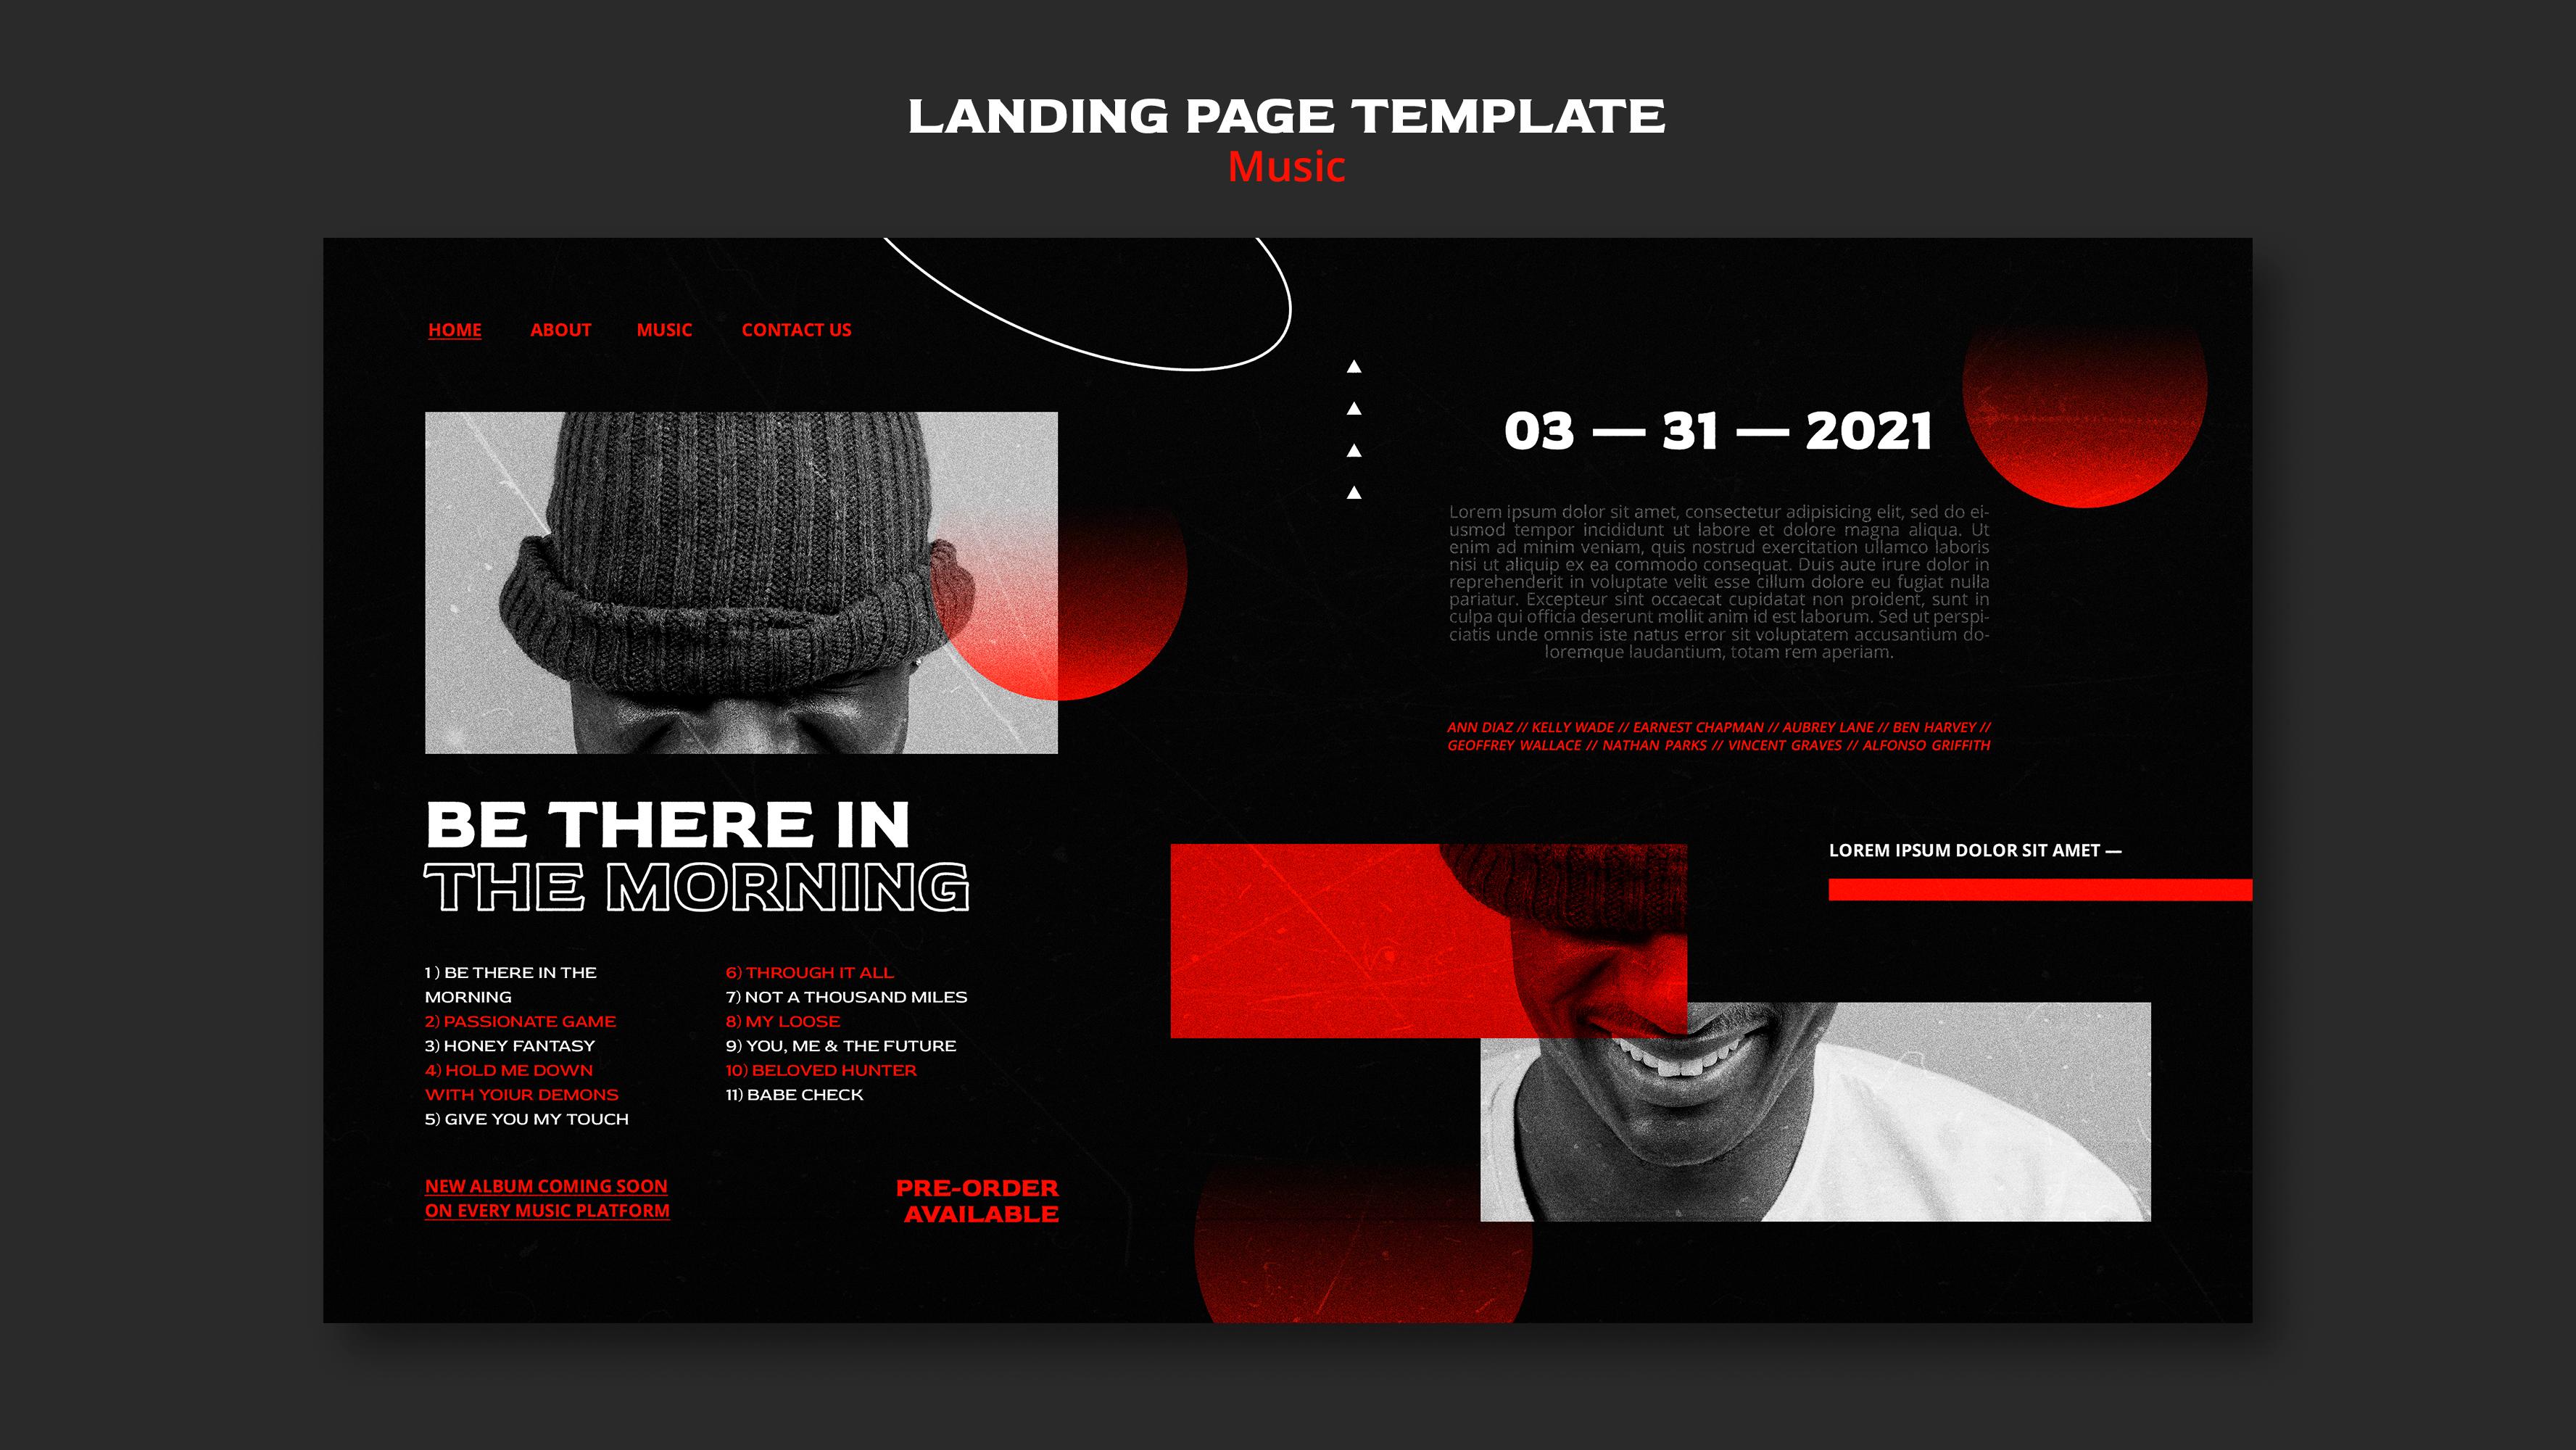 LANDING PAGE TEMPLATE
Music
HOME ABOUT MUSIC CONTACT US
BE THERE IN
THE MORNING
1) BE THERE IN THE
MORNING
2) PASSIONATE GAME
3) HONEY FANTASY
4) HOLD ME DOWN
WITH YOIUR DEMONS
5) GIVE YOU MY TOUCH
6) THROUGH IT ALL
7) NOT A THOUSAND MILES
8) MY LOOSE
9) YOU, ME & THE FUTURE
10) BELOVED HUNTER
11) BABE CHECK
NEW ALBUM COMING SOON
ON EVERY MUSIC PLATFORM
PRE-ORDER
AVAILABLE
03 — 31 — 2021
Lorem ipsum dolor sit amet, consectetur adipisicing elit, sed do ei-
usmod tempor incididunt ut labore et dolore magna aliqua. Ut
enim ad minim veniam, quis nostrud exercitation ullamco laboris
nisi ut aliquip ex ea commodo consequat. Duis aute irure dolor in
reprehenderit in voluptate velit esse cillum dolore eu fugiat nulla
pariatur. Excepteur sint occaecat cupidatat non proident, sunt in
culpa qui officia deserunt mollit anim id est laborum. Sed ut perspi-
ciatis unde omnis iste natus error sit voluptatem accusantium do-
loremque laudantium, totam rem aperiam.
ANN DIAZ // KELLY WADE // EARNEST CHAPMAN // AUBREY LANE // BEN HARVEY //
GEOFFREY WALLACE // NATHAN PARKS // VINCENT GRAVES // ALFONSO GRIFFITH
LOREM IPSUM DOLOR SIT AMET —